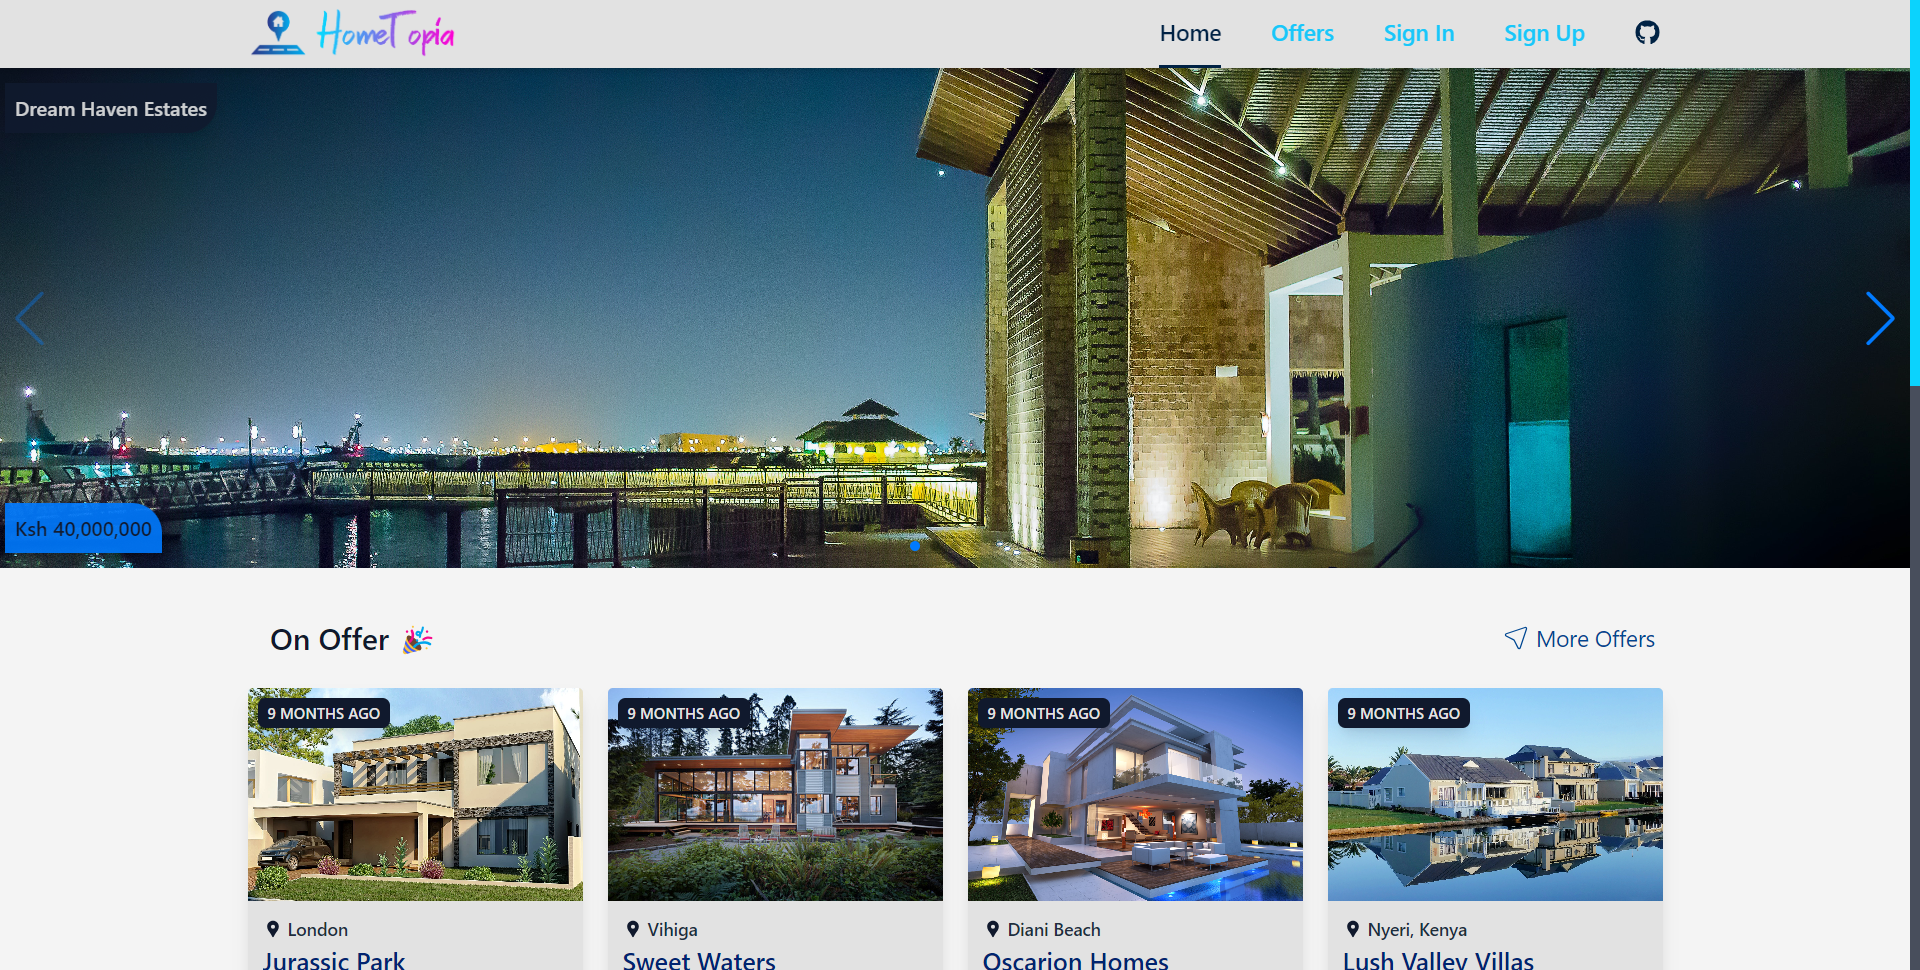 HomeTopia
Home Offers Sign In Sign Up
Dream Haven Estates
Ksh 40,000,000
On Offer 🎉
More Offers
9 MONTHS AGO
London
Jurassic Park
9 MONTHS AGO
Vihiga
Sweet Waters
9 MONTHS AGO
Diani Beach
Oscarion Homes
9 MONTHS AGO
Nyeri, Kenya
Lush Valley Villas